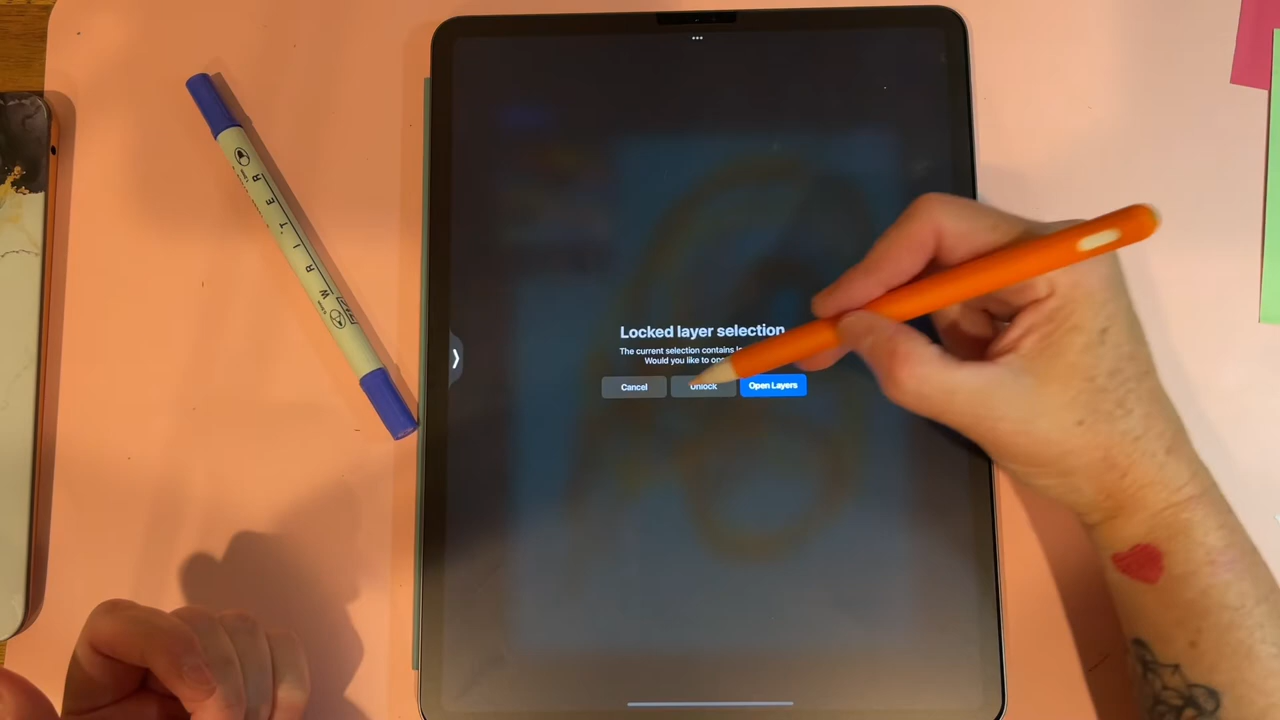 WRITER
Locked layer selection
The current selection contains
Would you like to
Cancel
Unlock
Open Layers